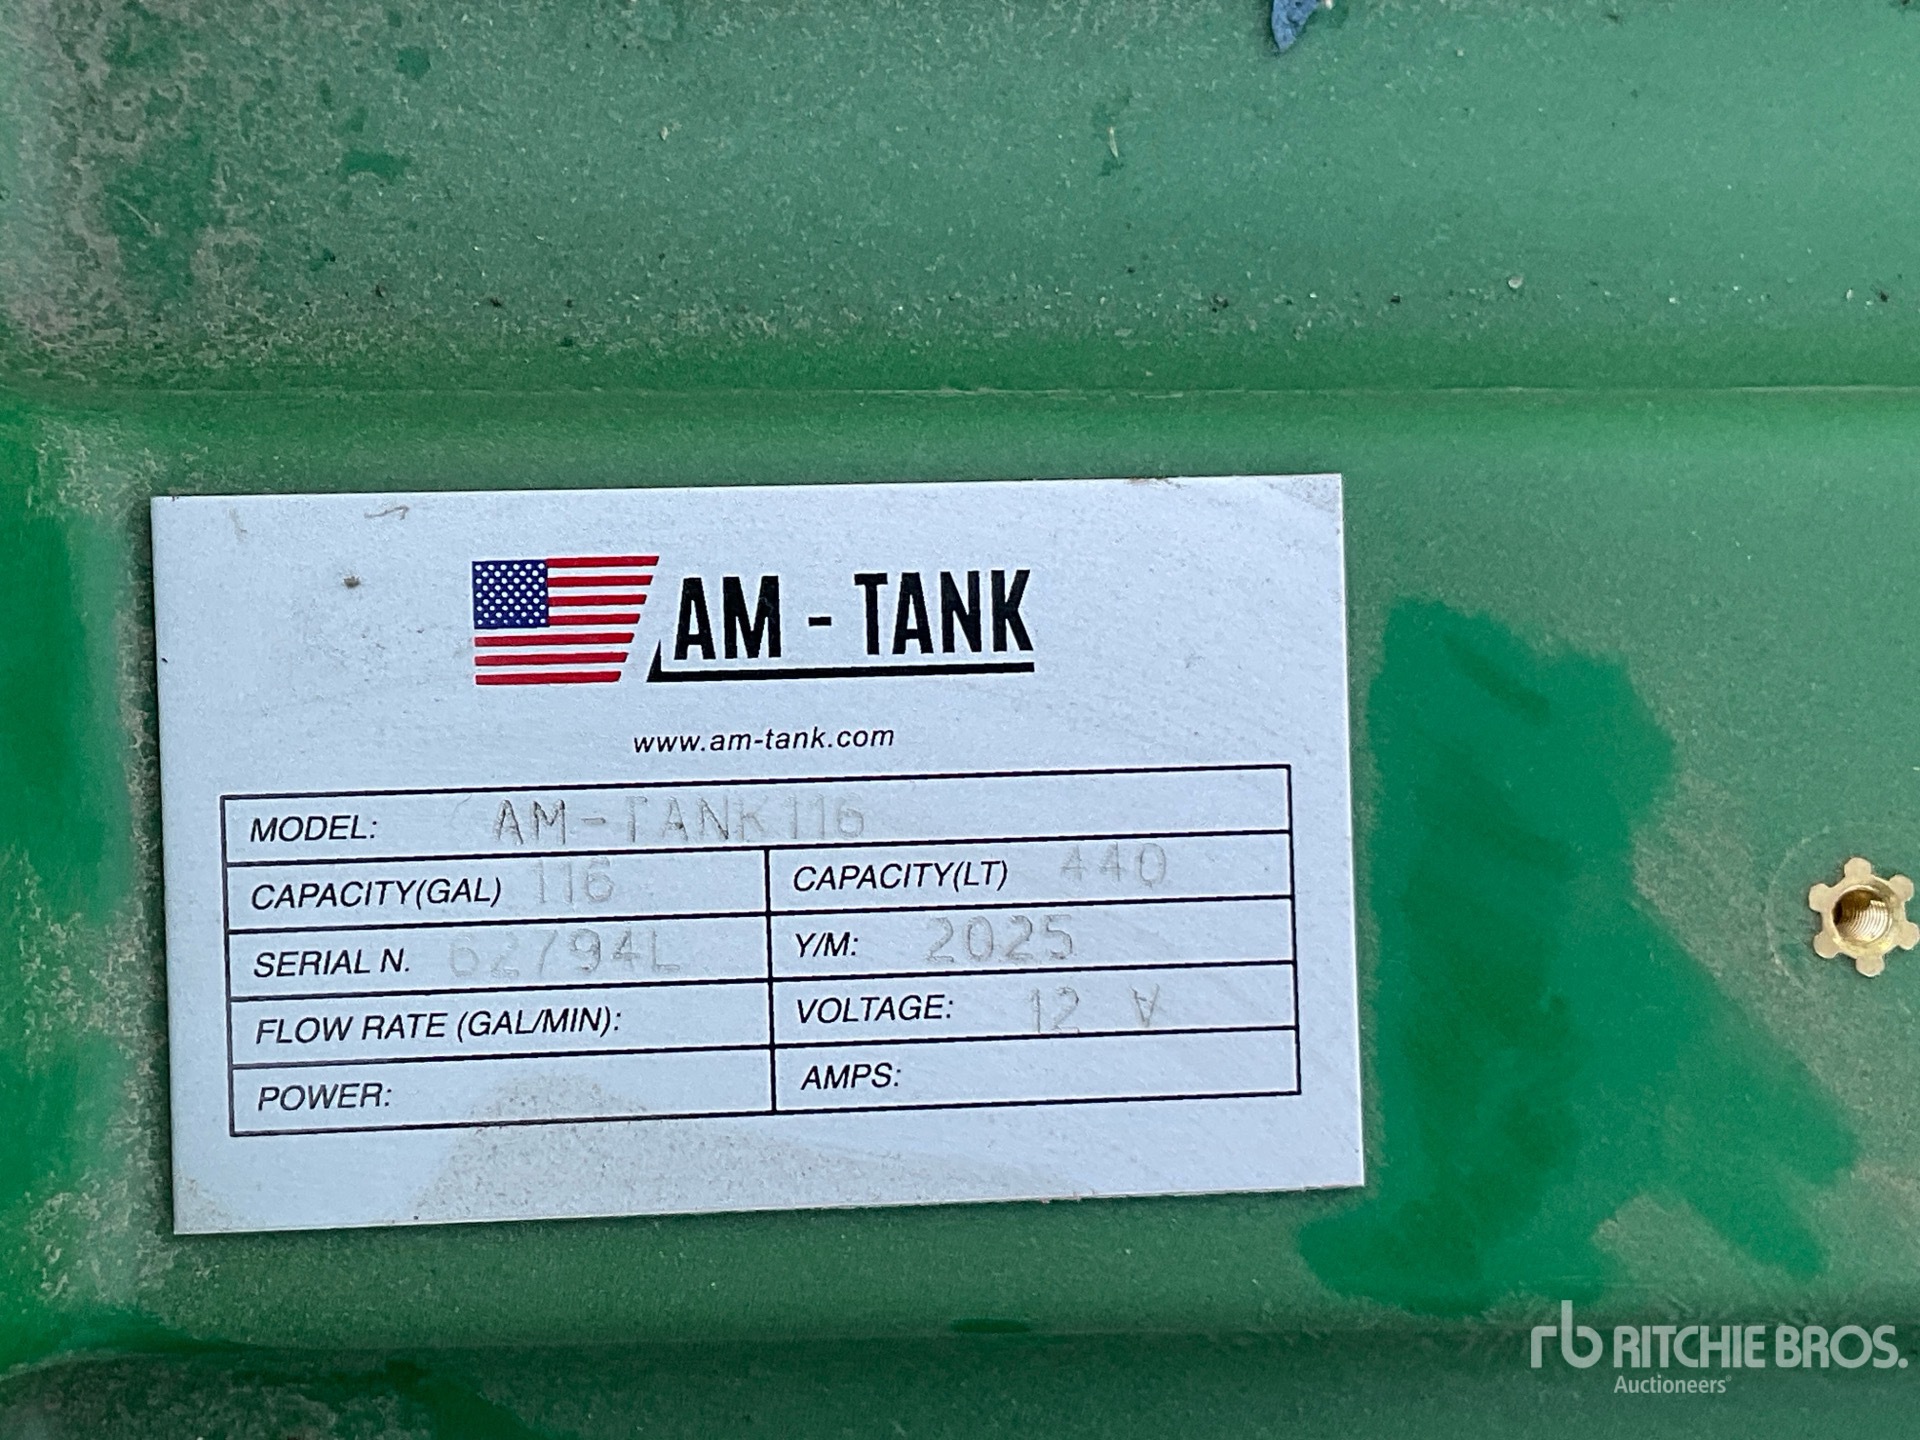 AM - TANK
www.am-tank.com
MODEL: AM-TANK116
CAPACITY(GAL) 116 CAPACITY(LT) 440
SERIAL N. 62794L Y/M: 2025
FLOW RATE (GAL/MIN): VOLTAGE: 12 V
POWER: AMPS:
rb RITCHIE BROS.
Auctioneers